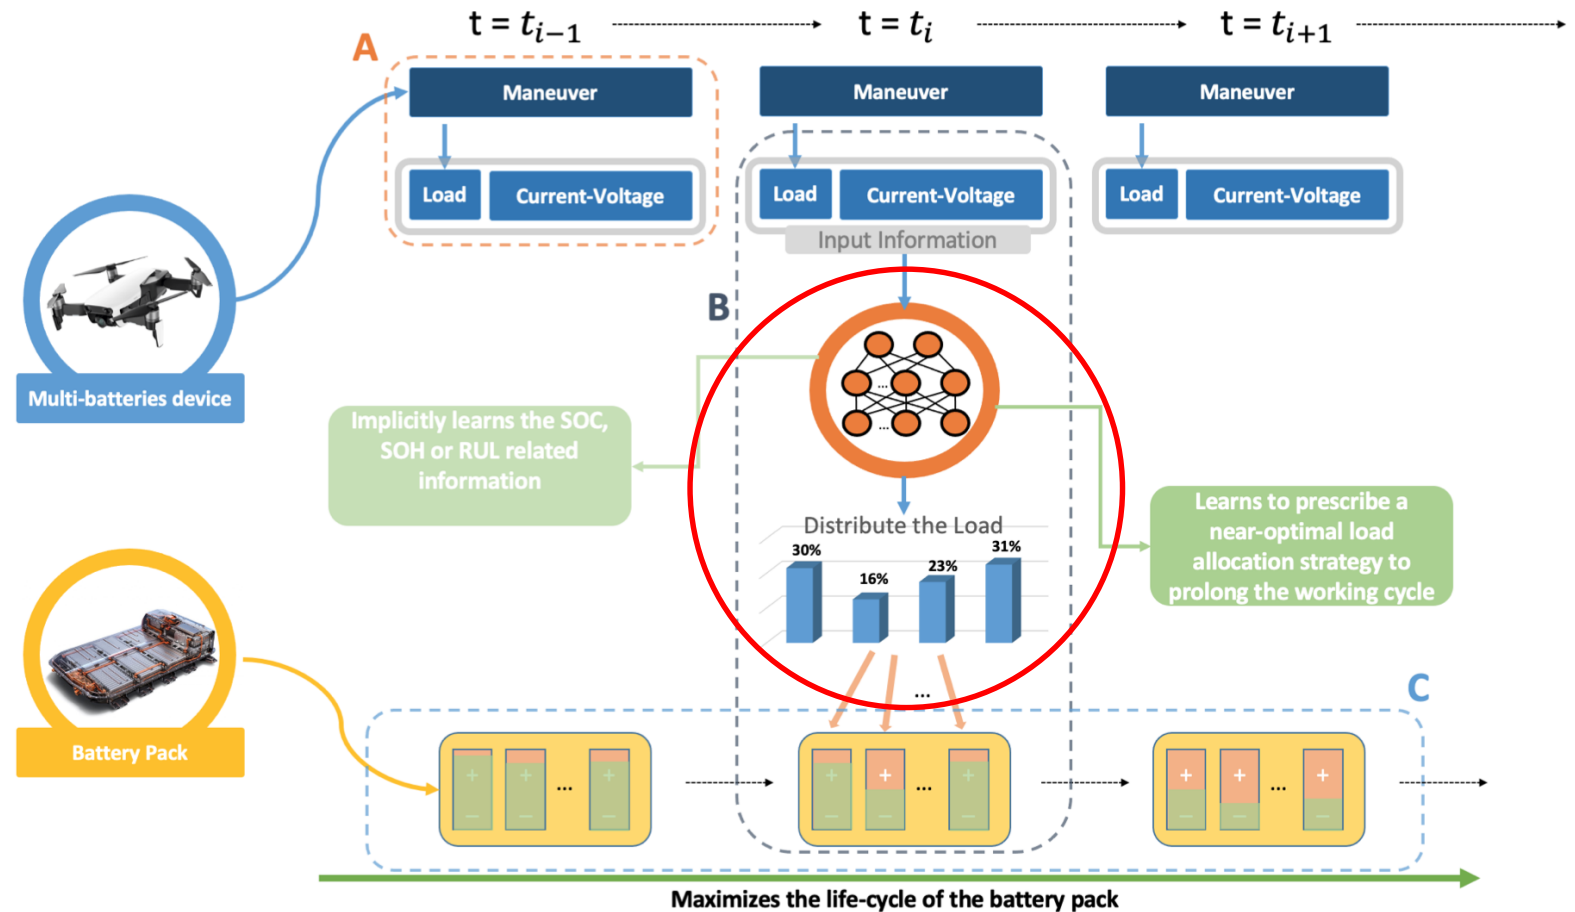 t = tᵢ₋₁
t = tᵢ
t = tᵢ₊₁
A
Maneuver
Maneuver
Maneuver
Load
Current-Voltage
Load
Current-Voltage
Load
Current-Voltage
Input Information
B
Multi-batteries device
Implicitly learns the SOC,
SOH or RUL related
information
...
...
Distribute the Load
30%
16%
23%
31%
Learns to prescribe a
near-optimal load
allocation strategy to
prolong the working cycle
...
C
Battery Pack
+ + ... +
− − −
+ + ... +
− − −
+ + ... +
− − −
Maximizes the life-cycle of the battery pack